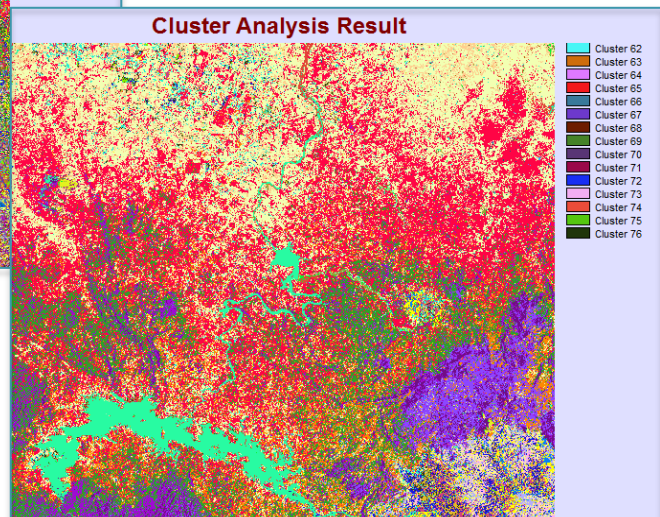 Cluster Analysis Result
Cluster 62
Cluster 63
Cluster 64
Cluster 65
Cluster 66
Cluster 67
Cluster 68
Cluster 69
Cluster 70
Cluster 71
Cluster 72
Cluster 73
Cluster 74
Cluster 75
Cluster 76